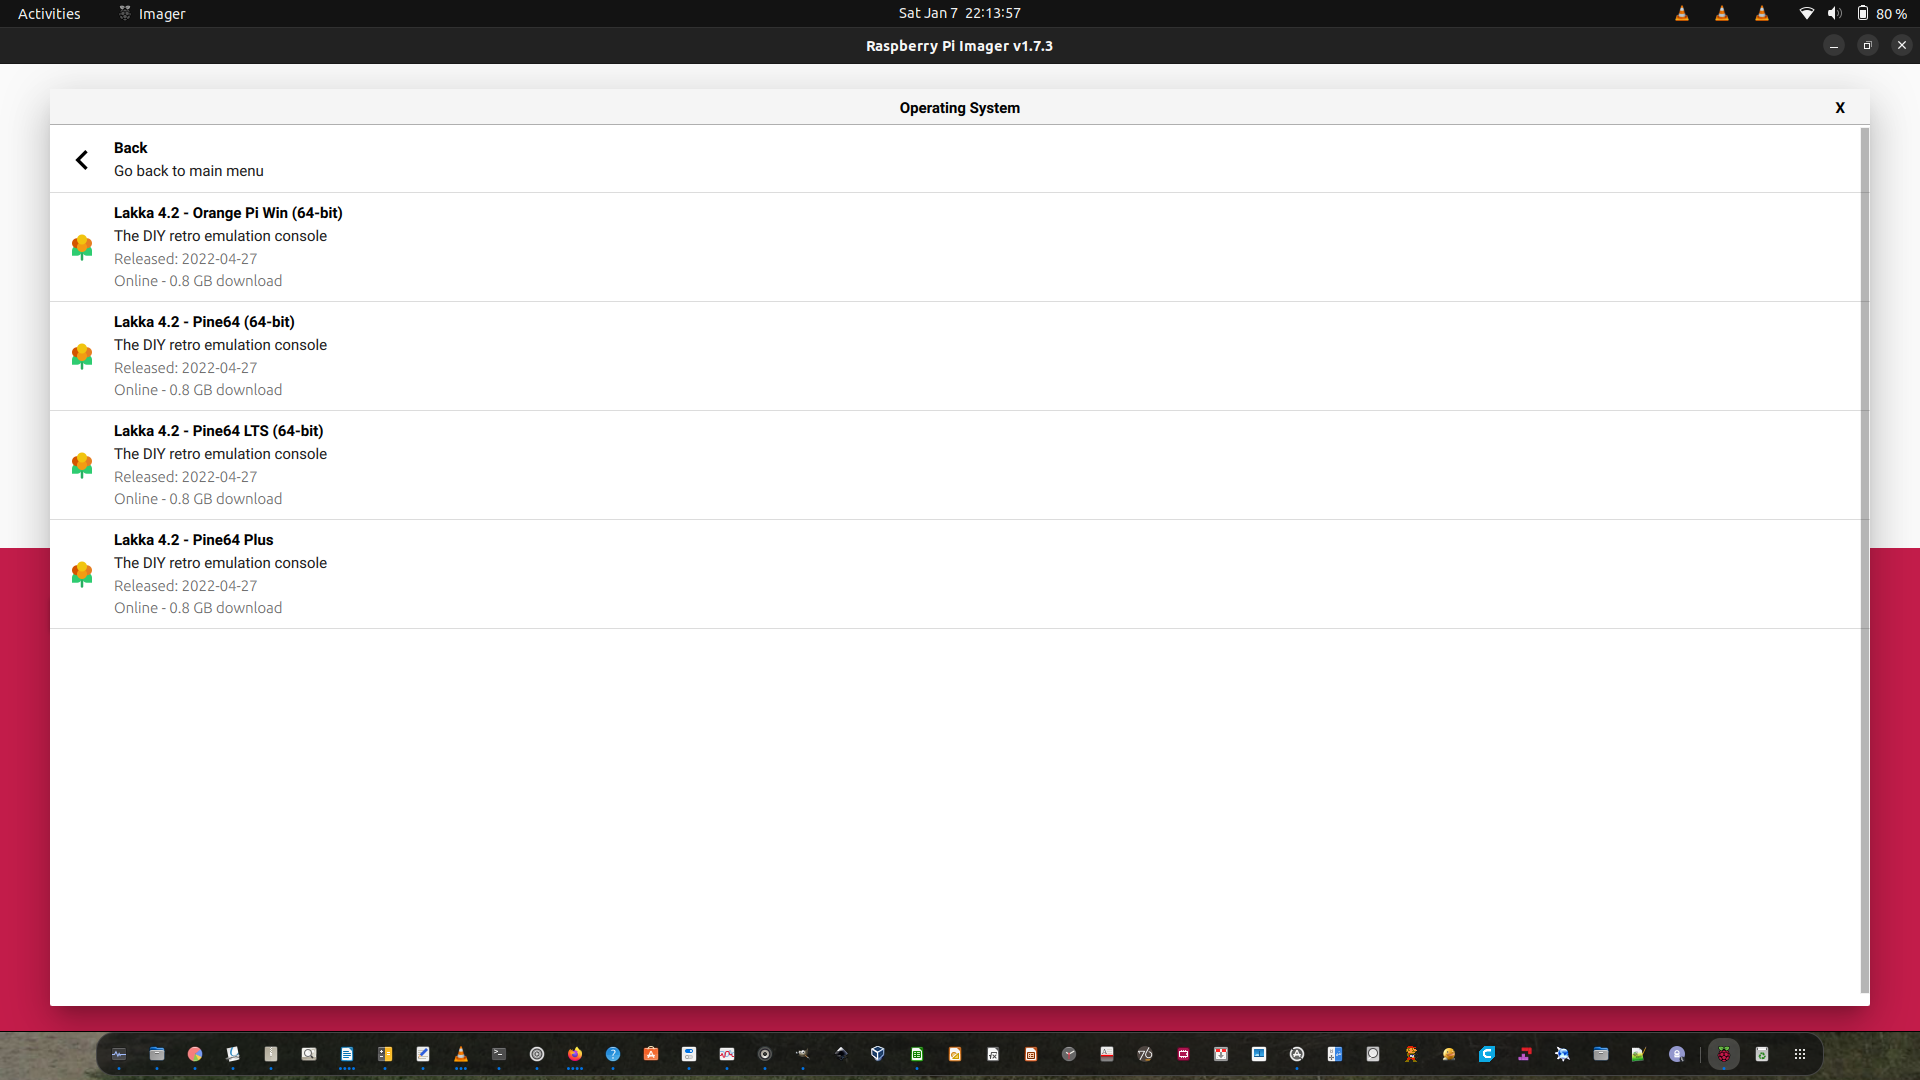 Activities
Imager
Sat Jan 7 22:13:57
80 %
Raspberry Pi Imager v1.7.3
Operating System
X
Back
Go back to main menu
Lakka 4.2 - Orange Pi Win (64-bit)
The DIY retro emulation console
Released: 2022-04-27
Online - 0.8 GB download
Lakka 4.2 - Pine64 (64-bit)
The DIY retro emulation console
Released: 2022-04-27
Online - 0.8 GB download
Lakka 4.2 - Pine64 LTS (64-bit)
The DIY retro emulation console
Released: 2022-04-27
Online - 0.8 GB download
Lakka 4.2 - Pine64 Plus
The DIY retro emulation console
Released: 2022-04-27
Online - 0.8 GB download